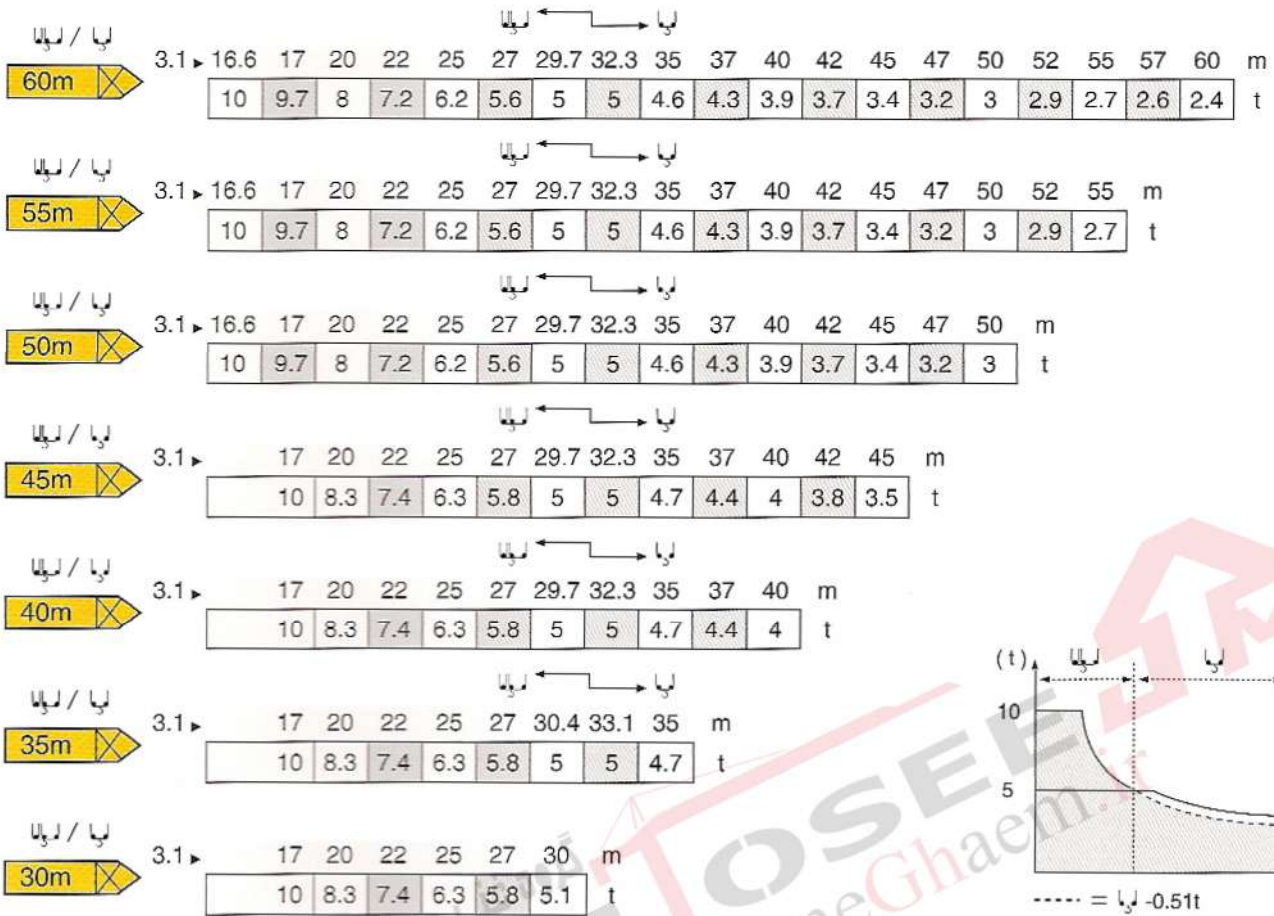 60m 3.1 ▸ 16.6 17 20 22 25 27 29.7 32.3 35 37 40 42 45 47 50 52 55 57 60 m
10 9.7 8 7.2 6.2 5.6 5 5 4.6 4.3 3.9 3.7 3.4 3.2 3 2.9 2.7 2.6 2.4 t
55m 3.1 ▸ 16.6 17 20 22 25 27 29.7 32.3 35 37 40 42 45 47 50 52 55 m
10 9.7 8 7.2 6.2 5.6 5 5 4.6 4.3 3.9 3.7 3.4 3.2 3 2.9 2.7 t
50m 3.1 ▸ 16.6 17 20 22 25 27 29.7 32.3 35 37 40 42 45 47 50 m
10 9.7 8 7.2 6.2 5.6 5 5 4.6 4.3 3.9 3.7 3.4 3.2 3 t
45m 3.1 ▸ 17 20 22 25 27 29.7 32.3 35 37 40 42 45 m
10 8.3 7.4 6.3 5.8 5 5 4.7 4.4 4 3.8 3.5 t
40m 3.1 ▸ 17 20 22 25 27 29.7 32.3 35 37 40 m
10 8.3 7.4 6.3 5.8 5 5 4.7 4.4 4 t
35m 3.1 ▸ 17 20 22 25 27 30.4 33.1 35 m
10 8.3 7.4 6.3 5.8 5 5 4.7 t
30m 3.1 ▸ 17 20 22 25 27 30 m
10 8.3 7.4 6.3 5.8 5.1 t
(t)
10
5
= -0.51t
TOSEE
Ghaem.ir